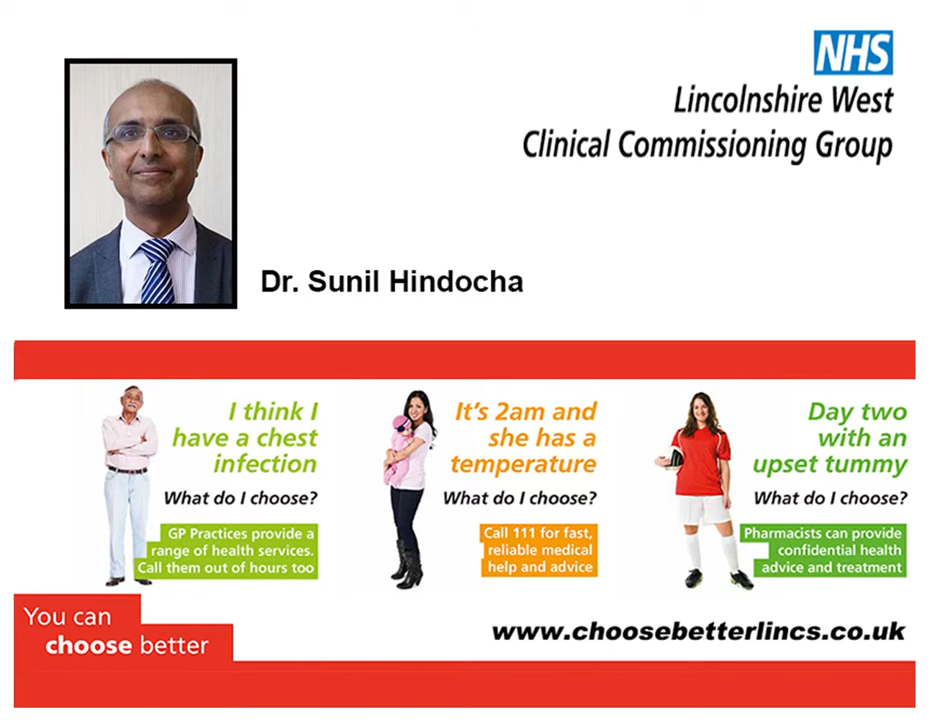 NHS
Lincolnshire West
Clinical Commissioning Group
Dr. Sunil Hindocha
I think I
have a chest
infection
What do I choose?
GP Practices provide a
range of health services.
Call them out of hours too
It's 2am and
she has a
temperature
What do I choose?
Call 111 for fast,
reliable medical
help and advice
Day two
with an
upset tummy
What do I choose?
Pharmacists can provide
confidential health
advice and treatment
You can
choose better
www.choosebetterlincs.co.uk